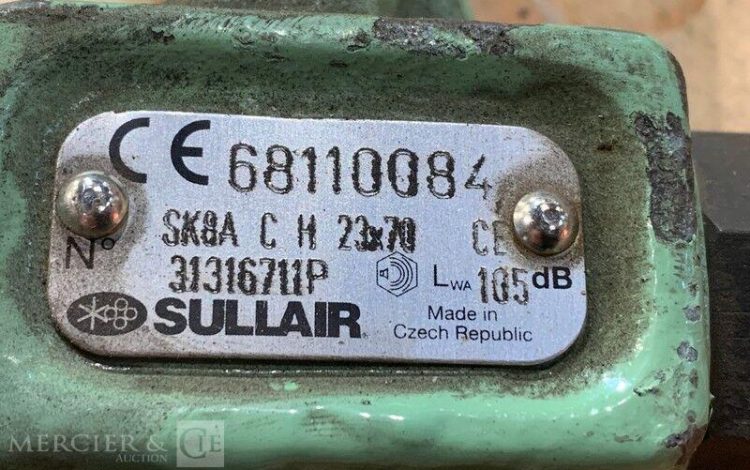 CE 68110084
SK8A C H 23x70 CE
N° 31316711P LWA 105 dB
SULLAIR Made in
Czech Republic
MERCIER & CIE
AUCTION